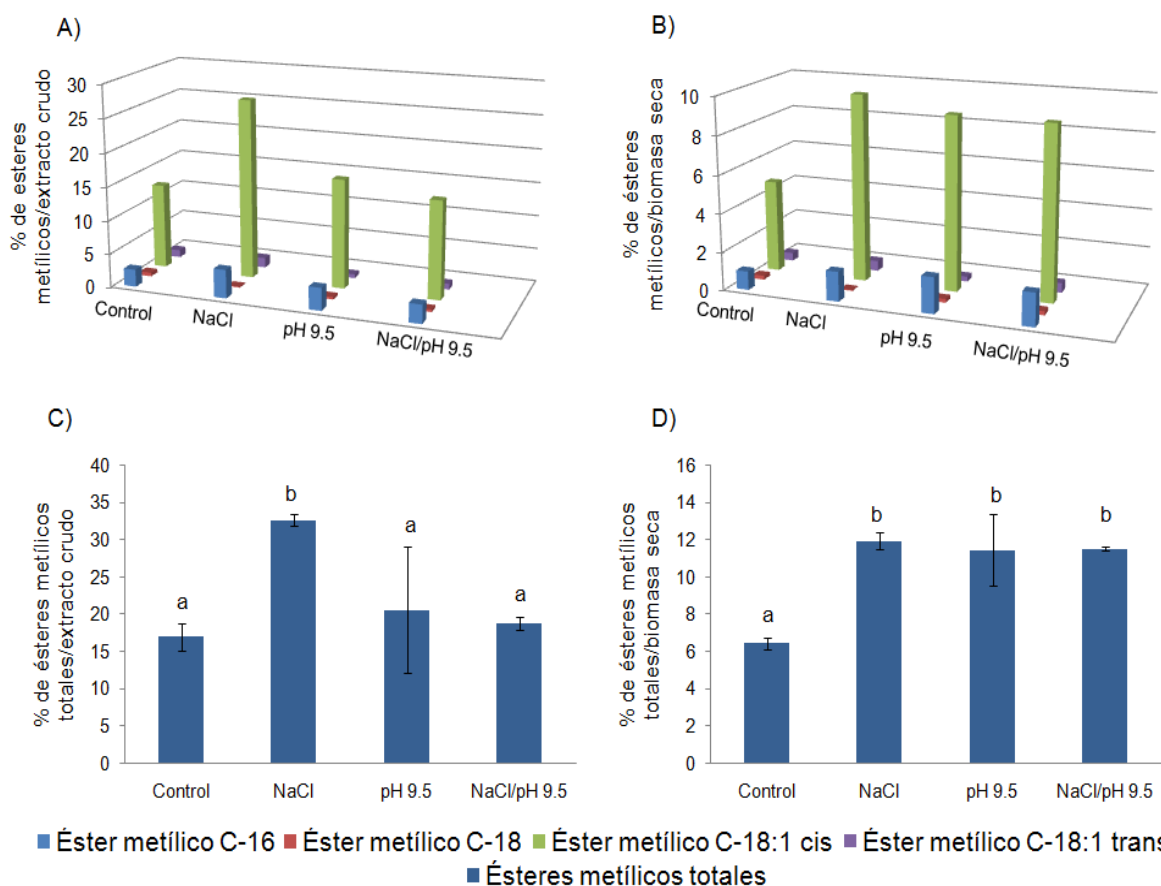 A)
% de esteres
metílicos/extracto crudo
30
25
20
15
10
5
0
Control
NaCl
pH 9.5
NaCl/pH 9.5
B)
% de ésteres
metílicos/biomasa seca
10
8
6
4
2
0
Control
NaCl
pH 9.5
NaCl/pH 9.5
C)
% de ésteres metílicos
totales/extracto crudo
40
35
30
25
20
15
10
5
0
a
b
a
a
Control
NaCl
pH 9.5
NaCl/pH 9.5
D)
% de ésteres metílicos
totales/biomasa seca
16
14
12
10
8
6
4
2
0
a
b
b
b
Control
NaCl
pH 9.5
NaCl/pH 9.5
Éster metílico C-16 Éster metílico C-18 Éster metílico C-18:1 cis Éster metílico C-18:1 trans
Ésteres metílicos totales